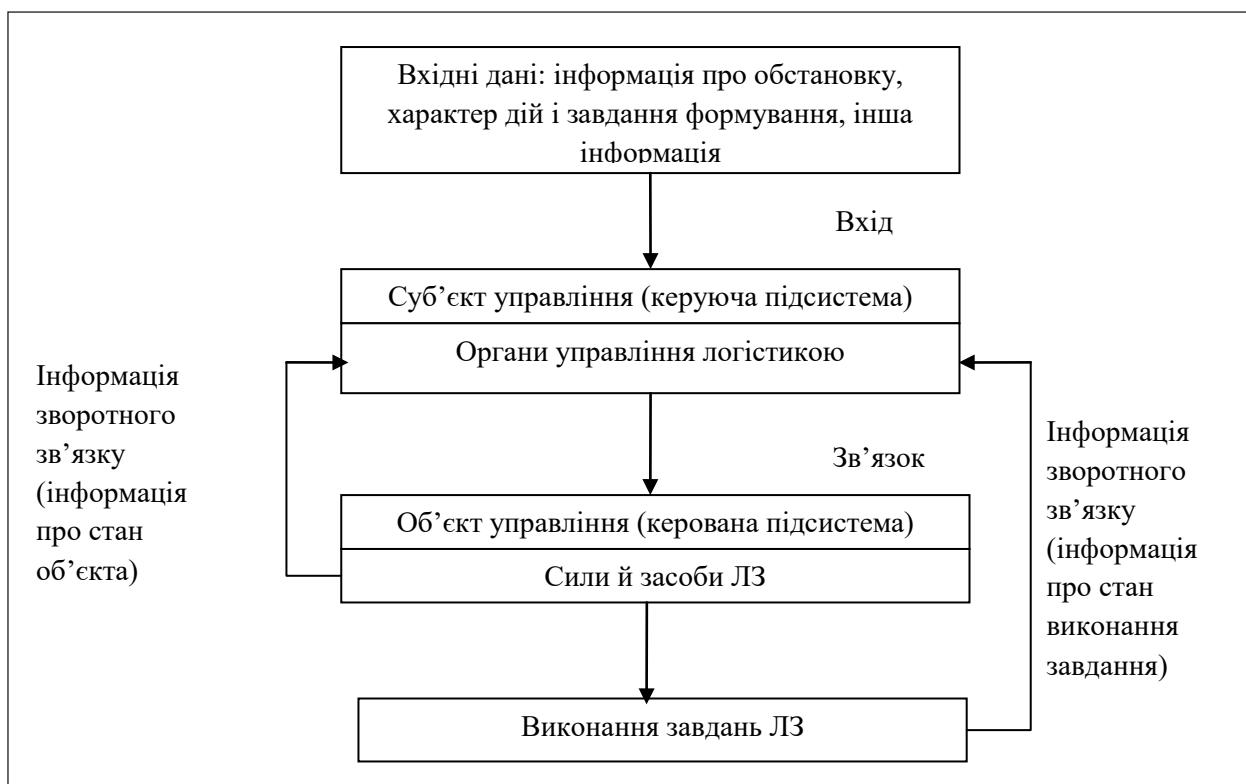 Вхідні дані: інформація про обстановку,
характер дій і завдання формування, інша
інформація
Вхід
Суб’єкт управління (керуюча підсистема)
Органи управління логістикою
Інформація
зворотного
зв’язку
(інформація
про стан
об’єкта)
Зв’язок
Об’єкт управління (керована підсистема)
Сили й засоби ЛЗ
Інформація
зворотного
зв’язку
(інформація
про стан
виконання
завдання)
Виконання завдань ЛЗ